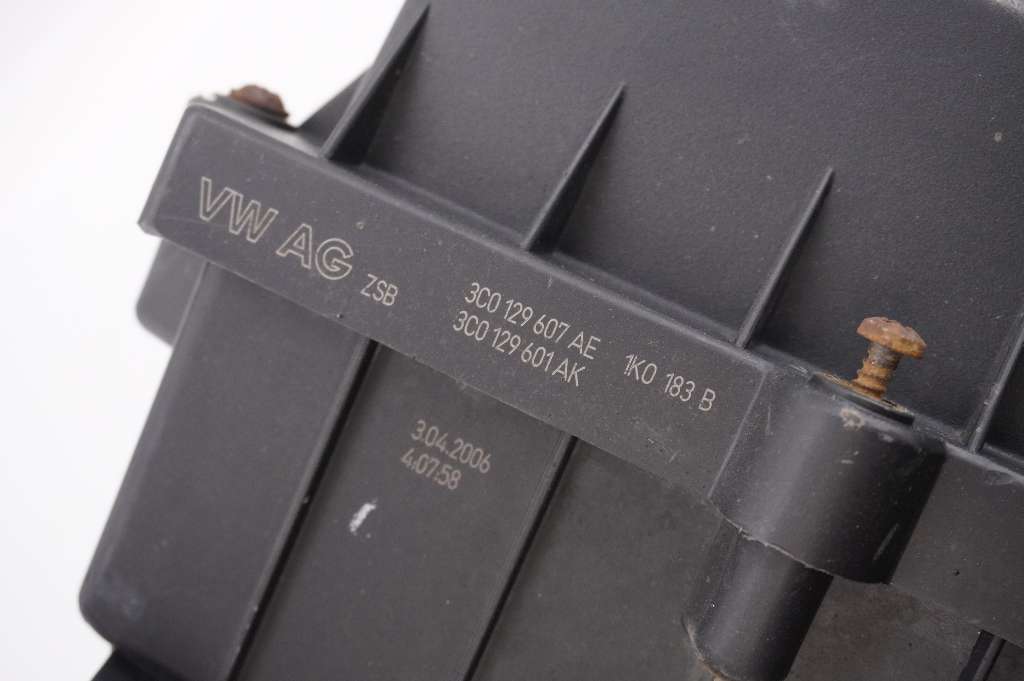 VW AG ZSB 3C0 129 607 AE 1K0 183 B
3C0 129 601 AK
3.04.2006
4:07:58